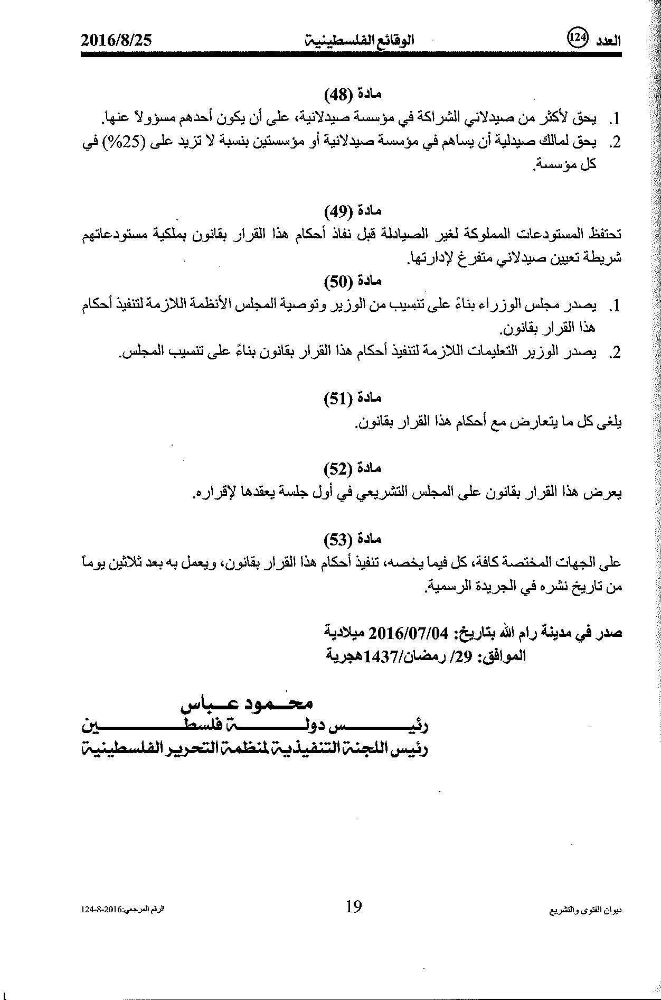 العدد 124 الوقائع الفلسطينية 2016/8/25
مادة (48)
1. يحق لأكثر من صيدلاني الشراكة في مؤسسة صيدلانية، على أن يكون أحدهم مسؤولاً عنها.
2. يحق لمالك صيدلية أن يساهم في مؤسسة صيدلانية أو مؤسستين بنسبة لا تزيد على (25%) في
كل مؤسسة.
مادة (49)
تحتفظ المستودعات المملوكة لغير الصيادلة قبل نفاذ أحكام هذا القرار بقانون بملكية مستودعاتهم
شريطة تعيين صيدلاني متفرغ لإدارتها.
مادة (50)
1. يصدر مجلس الوزراء بناءً على تنسيب من الوزير وتوصية المجلس الأنظمة اللازمة لتنفيذ أحكام
هذا القرار بقانون.
2. يصدر الوزير التعليمات اللازمة لتنفيذ أحكام هذا القرار بقانون بناءً على تنسيب المجلس.
مادة (51)
يلغى كل ما يتعارض مع أحكام هذا القرار بقانون.
مادة (52)
يعرض هذا القرار بقانون على المجلس التشريعي في أول جلسة يعقدها لإقراره.
مادة (53)
على الجهات المختصة كافة، كل فيما يخصه، تنفيذ أحكام هذا القرار بقانون، ويعمل به بعد ثلاثين يوماً
من تاريخ نشره في الجريدة الرسمية.
صدر في مدينة رام الله بتاريخ: 2016/07/04 ميلادية
الموافق: 29/ رمضان/1437هجرية
محـــمود عـــباس
رئيـــــــس دولـــــــة فلسطـــــــين
رئيس اللجنة التنفيذية لمنظمة التحرير الفلسطينية
ديوان الفتوى والتشريع 19 الرقم المرجعي:2016-8-124